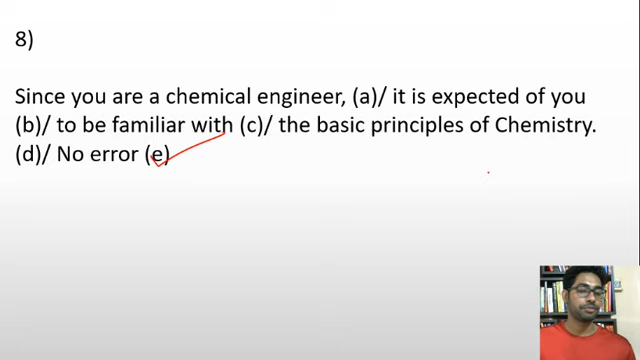 8)
Since you are a chemical engineer, (a)/ it is expected of you
(b)/ to be familiar with (c)/ the basic principles of Chemistry.
(d)/ No error (e)